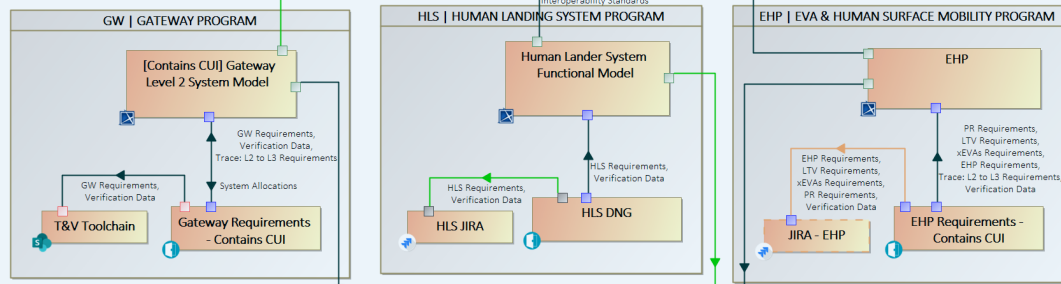 GW | GATEWAY PROGRAM
[Contains CUI] Gateway
Level 2 System Model
GW Requirements,
Verification Data,
Trace: L2 to L3 Requirements
System Allocations
GW Requirements,
Verification Data
T&V Toolchain
Gateway Requirements
- Contains CUI
Interoperability Standards
HLS | HUMAN LANDING SYSTEM PROGRAM
Human Lander System
Functional Model
HLS Requirements,
Verification Data
HLS Requirements,
Verification Data
HLS JIRA
HLS DNG
EHP | EVA & HUMAN SURFACE MOBILITY PROGRAM
EHP
PR Requirements,
LTV Requirements,
xEVAs Requirements,
EHP Requirements,
Trace: L2 to L3 Requirements,
Verification Data
EHP Requirements,
LTV Requirements,
xEVAs Requirements,
PR Requirements,
Verification Data
JIRA - EHP
EHP Requirements -
Contains CUI